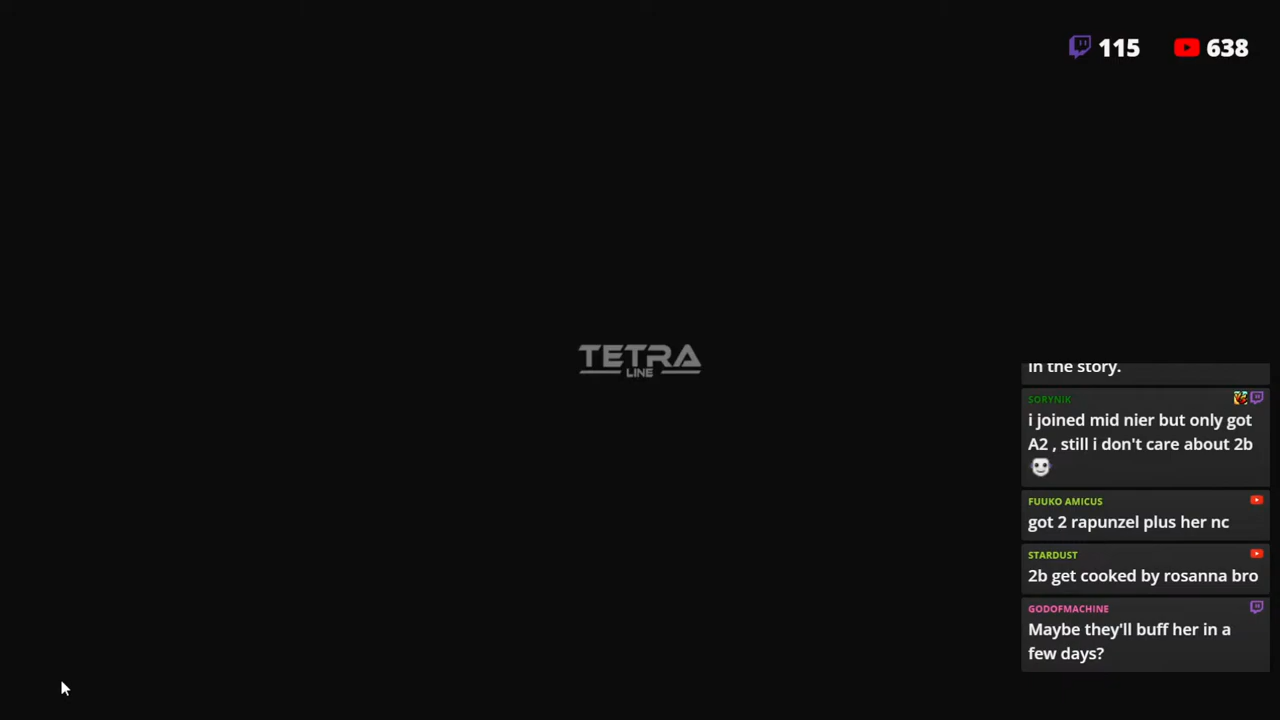 115 638
TETRA
LINE
in the story.
SORYNIK
i joined mid nier but only got
A2 , still i don't care about 2b
FUUKO AMICUS
got 2 rapunzel plus her nc
STARDUST
2b get cooked by rosanna bro
GODOFMACHINE
Maybe they'll buff her in a
few days?